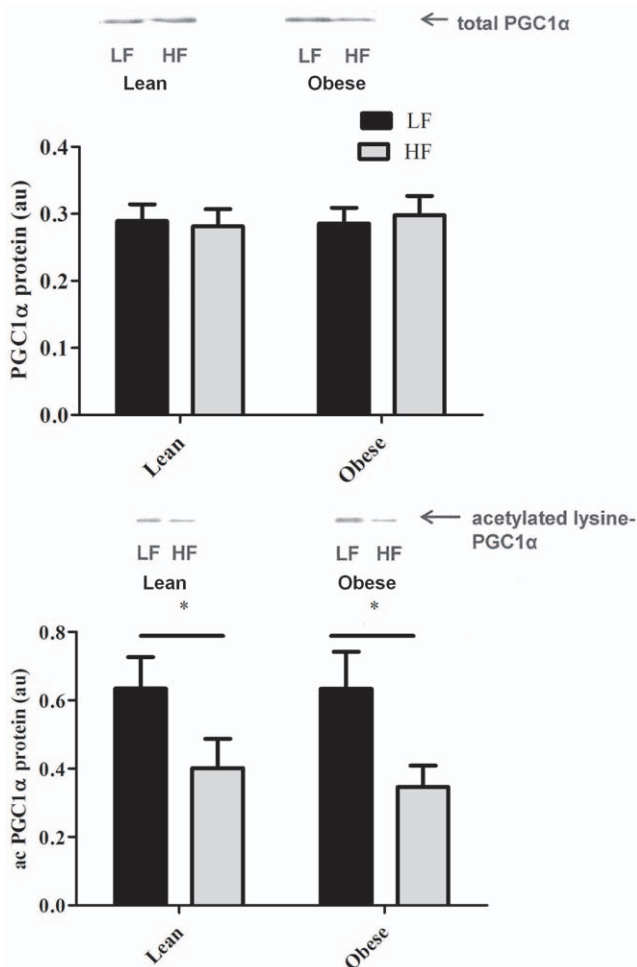 total PGC1α
LF HF LF HF
Lean Obese
LF
HF
PGC1α protein (au)
0.4
0.3
0.2
0.1
0.0
Lean Obese
acetylated lysine-
PGC1α
LF HF LF HF
Lean Obese
* *
ac PGC1α protein (au)
0.8
0.6
0.4
0.2
0.0
Lean Obese